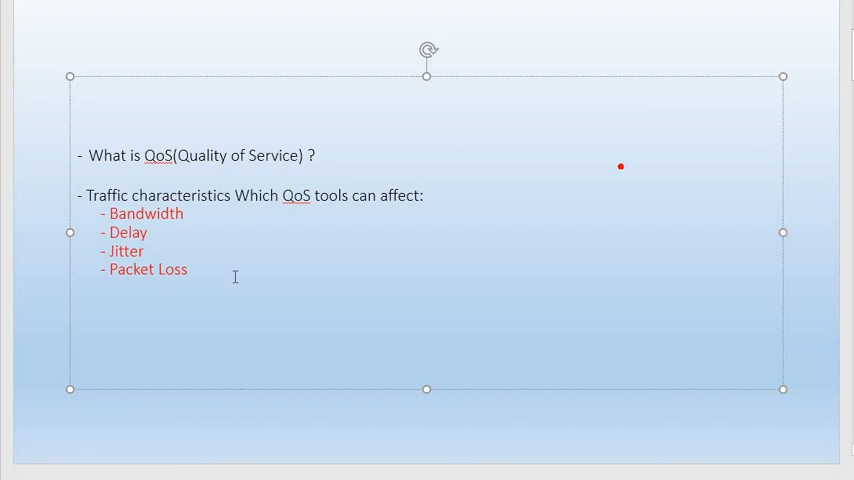 - What is QoS(Quality of Service) ?
- Traffic characteristics Which QoS tools can affect:
- Bandwidth
- Delay
- Jitter
- Packet Loss